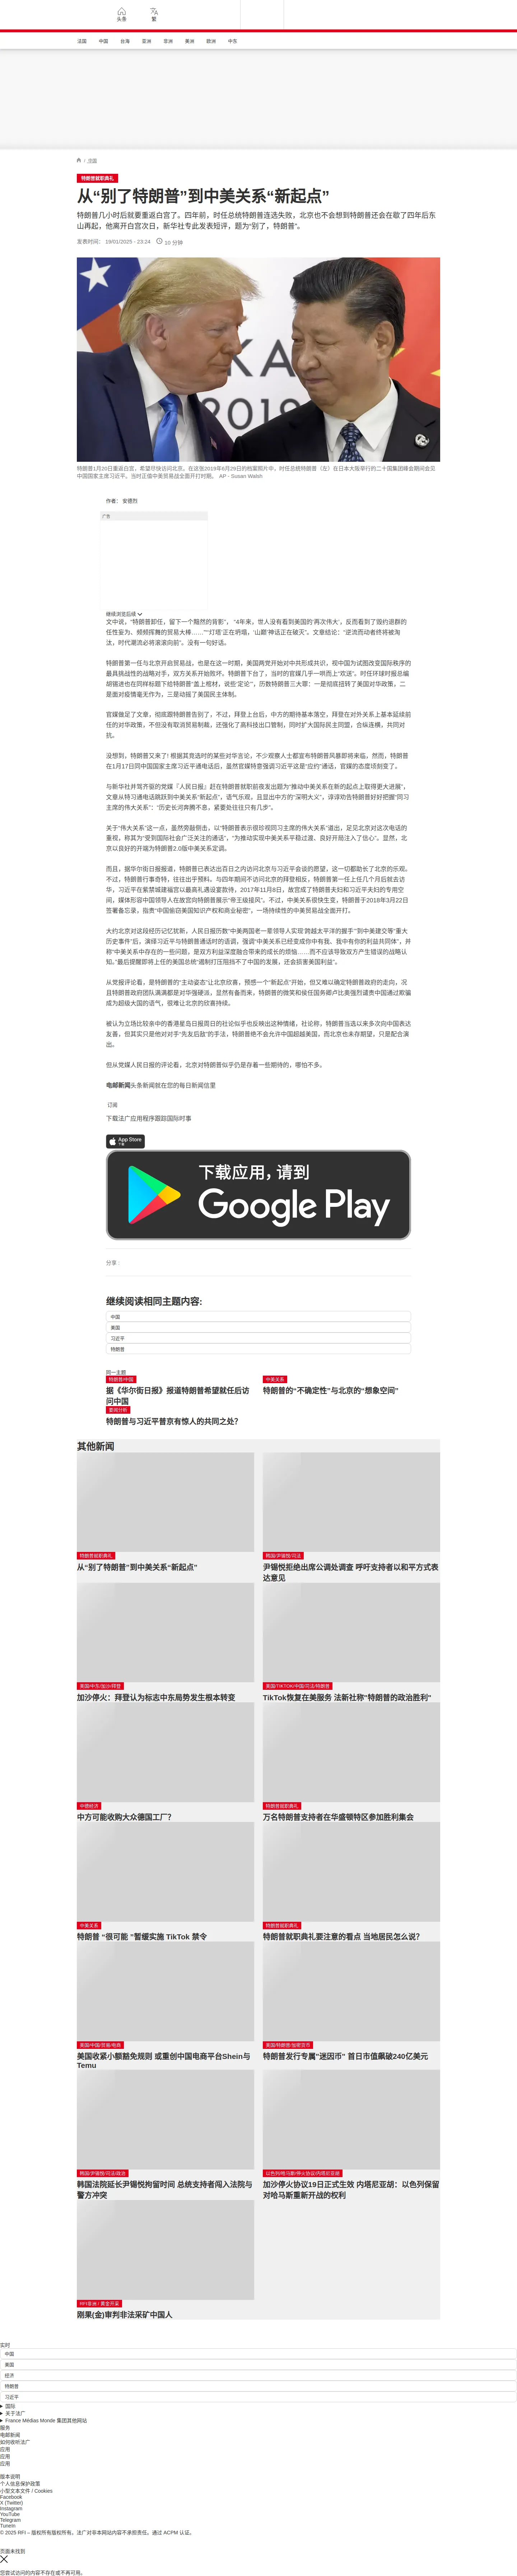 头条
繁
法国
中国
台海
亚洲
非洲
美洲
欧洲
中东
/ 中国
特朗普就职典礼
从“别了特朗普”到中美关系“新起点”
特朗普几小时后就要重返白宫了。四年前，时任总统特朗普连选失败，北京也不会想到特朗普还会在歇了四年后东山再起，他离开白宫次日，新华社专此发表短评，题为“别了，特朗普”。
发表时间： 19/01/2025 - 23:24
10 分钟
KA
2019
特朗普1月20日重返白宫，希望尽快访问北京。在这张2019年6月29日的档案照片中，时任总统特朗普（左）在日本大阪举行的二十国集团峰会期间会见中国国家主席习近平。当时正值中美贸易战全面开打时期。 AP - Susan Walsh
作者： 安德烈
广告
继续浏览后续
文中说，“特朗普卸任，留下一个黯然的背影”， “4年来，世人没有看到美国的‘再次伟大’，反而看到了毁约退群的任性妄为、频频挥舞的贸易大棒……”“‘灯塔’正在坍塌，‘山巅’神话正在破灭”。文章结论：“逆流而动者终将被淘汰，时代潮流必将滚滚向前”。没有一句好话。
特朗普第一任与北京开启贸易战，也是在这一时期，美国两党开始对中共形成共识，视中国为试图改变国际秩序的最具挑战性的战略对手，双方关系开始败坏。特朗普下台了，当时的官媒几乎一哄而上“欢送”，时任环球时报总编胡锡进也在同样标题下给特朗普“盖上棺材，说些‘定论’”，历数特朗普三大罪：一是彻底扭转了美国对华政策，二是面对疫情毫无作为，三是动摇了美国民主体制。
官媒做足了文章，彻底跟特朗普告别了，不过，拜登上台后，中方的期待基本落空，拜登在对外关系上基本延续前任的对华政策，不但没有取消贸易制裁，还强化了高科技出口管制，同时扩大国际民主同盟，合纵连横，共同对抗。
没想到，特朗普又来了! 根据其竞选时的某些对华言论，不少观察人士都宣布特朗普风暴即将来临。然而，特朗普在1月17日同中国国家主席习近平通电话后，虽然官媒特意强调习近平这是“应约”通话，官媒的态度顷刻变了。
与新华社并驾齐驱的党媒『人民日报』赶在特朗普就职前夜发出题为“推动中美关系在新的起点上取得更大进展”，文章从特习通电话跳跃到中美关系“新起点”，语气乐观，且显出中方的“深明大义”，谆谆劝告特朗普好好把握“同习主席的伟大关系”：“历史长河奔腾不息，紧要处往往只有几步”。
关于“伟大关系”这一点，虽然旁敲侧击，以“特朗普表示很珍视同习主席的伟大关系”道出，足见北京对这次电话的重视，称其为“受到国际社会广泛关注的通话”，“为推动实现中美关系平稳过渡、良好开局注入了信心”。显然，北京以良好的开端为特朗普2.0版中美关系定调。
而且，据华尔街日报报道，特朗普已表达出百日之内访问北京与习近平会谈的愿望，这一切都助长了北京的乐观。不过，特朗普行事奇特，往往出于预料。与四年期间不访问北京的拜登相反，特朗普第一任上任几个月后就去访华，习近平在紫禁城建福宫以最高礼遇设宴款待，2017年11月8日，故宫成了特朗普夫妇和习近平夫妇的专用空间，媒体形容中国领导人在故宫向特朗普展示“帝王级接风”。不过，中美关系很快生变，特朗普于2018年3月22日签署备忘录，指责“中国偷窃美国知识产权和商业秘密”，一场持续性的中美贸易战全面开打。
大约北京对这段经历记忆犹新，人民日报历数“中美两国老一辈领导人实现‘跨越太平洋的握手’”到中美建交等“重大历史事件”后，演绎习近平与特朗普通话时的语调，强调“中美关系已经变成你中有我、我中有你的利益共同体”，并称“中美关系中存在的一些问题，是双方利益深度融合带来的成长的烦恼……而不应该导致双方产生错误的战略认知。”最后提醒即将上任的美国总统“遏制打压阻挡不了中国的发展，还会损害美国利益”。
从党报评论看，是特朗普的“主动姿态”让北京欣喜，预感一个“新起点”开始，但又难以确定特朗普政府的走向，况且特朗普政府团队满满都是对华强硬派，显然有备而来，特朗普的微笑和侯任国务卿卢比奥强烈谴责中国通过欺骗成为超级大国的语气，很难让北京的欣喜持续。
被认为立场比较亲中的香港星岛日报周日的社论似乎也反映出这种情绪，社论称，特朗普当选以来多次向中国表达友善，但其实只是他对对手“先友后敌”的手法，特朗普绝不会允许中国超越美国，而北京也未存期望，只是配合演出。
但从党媒人民日报的评论看，北京对特朗普似乎仍是存着一些期待的，哪怕不多。
电邮新闻头条新闻就在您的每日新闻信里
订阅
下载法广应用程序跟踪国际时事
App Store
下载
下载应用，请到
Google Play
分享 :
继续阅读相同主题内容:
中国
美国
习近平
特朗普
同一主题
特朗普/中国
据《华尔街日报》报道特朗普希望就任后访问中国
中美关系
特朗普的“不确定性”与北京的“想象空间”
要闻分析
特朗普与习近平普京有惊人的共同之处？
其他新闻
特朗普就职典礼
从“别了特朗普”到中美关系“新起点”
韩国/尹锡悦/司法
尹锡悦拒绝出席公调处调查 呼吁支持者以和平方式表达意见
美国/中东/加沙/拜登
加沙停火：拜登认为标志中东局势发生根本转变
美国/TIKTOK/中国/司法/特朗普
TikTok恢复在美服务 法新社称"特朗普的政治胜利"
中德经济
中方可能收购大众德国工厂？
特朗普就职典礼
万名特朗普支持者在华盛顿特区参加胜利集会
中美关系
特朗普 “很可能 ”暂缓实施 TikTok 禁令
特朗普就职典礼
特朗普就职典礼要注意的看点 当地居民怎么说？
美国/中国/贸易/电商
美国收紧小额豁免规则 或重创中国电商平台Shein与Temu
美国/特朗普/加密货币
特朗普发行专属"迷因币" 首日市值飙破240亿美元
韩国/尹锡悦/司法/政治
韩国法院延长尹锡悦拘留时间 总统支持者闯入法院与警方冲突
以色列/哈马斯/停火协议/内塔尼亚胡
加沙停火协议19日正式生效 内塔尼亚胡：以色列保留对哈马斯重新开战的权利
RFI非洲 / 黄金开采
刚果(金)审判非法采矿中国人
实时
中国
美国
经济
特朗普
习近平
国际
关于法广
France Médias Monde 集团其他网站
服务
电邮新闻
如何收听法广
应用
应用
应用
版本说明
个人信息保护政策
小型文本文件 / Cookies
Facebook
X (Twitter)
Instagram
YouTube
Telegram
TuneIn
© 2025 RFI – 版权所有版权所有。法广对非本网站内容不承担责任。通过 ACPM 认证。
页面未找到
您尝试访问的内容不存在或不再可用。